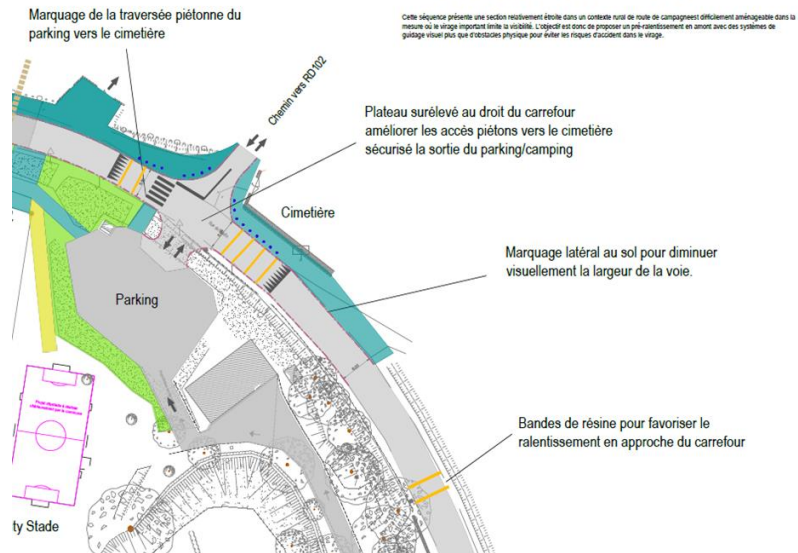 Marquage de la traversée piétonne du
parking vers le cimetière
Cette séquence présente une section relativement étroite dans un contexte rural de route de campagneest difficilement aménageable dans la
mesure où le virage important limite la visibilité. L'objectif est donc de proposer un pré-ralentissement en amont avec des systèmes de
guidage visuel plus que d'obstacles physique pour éviter les risques d'accident dans le virage.
Chemin vers RD102
Plateau surélevé au droit du carrefour
améliorer les accès piétons vers le cimetière
sécurisé la sortie du parking/camping
Cimetière
Marquage latéral au sol pour diminuer
visuellement la largeur de la voie.
Parking
Bandes de résine pour favoriser le
ralentissement en approche du carrefour
ty Stade